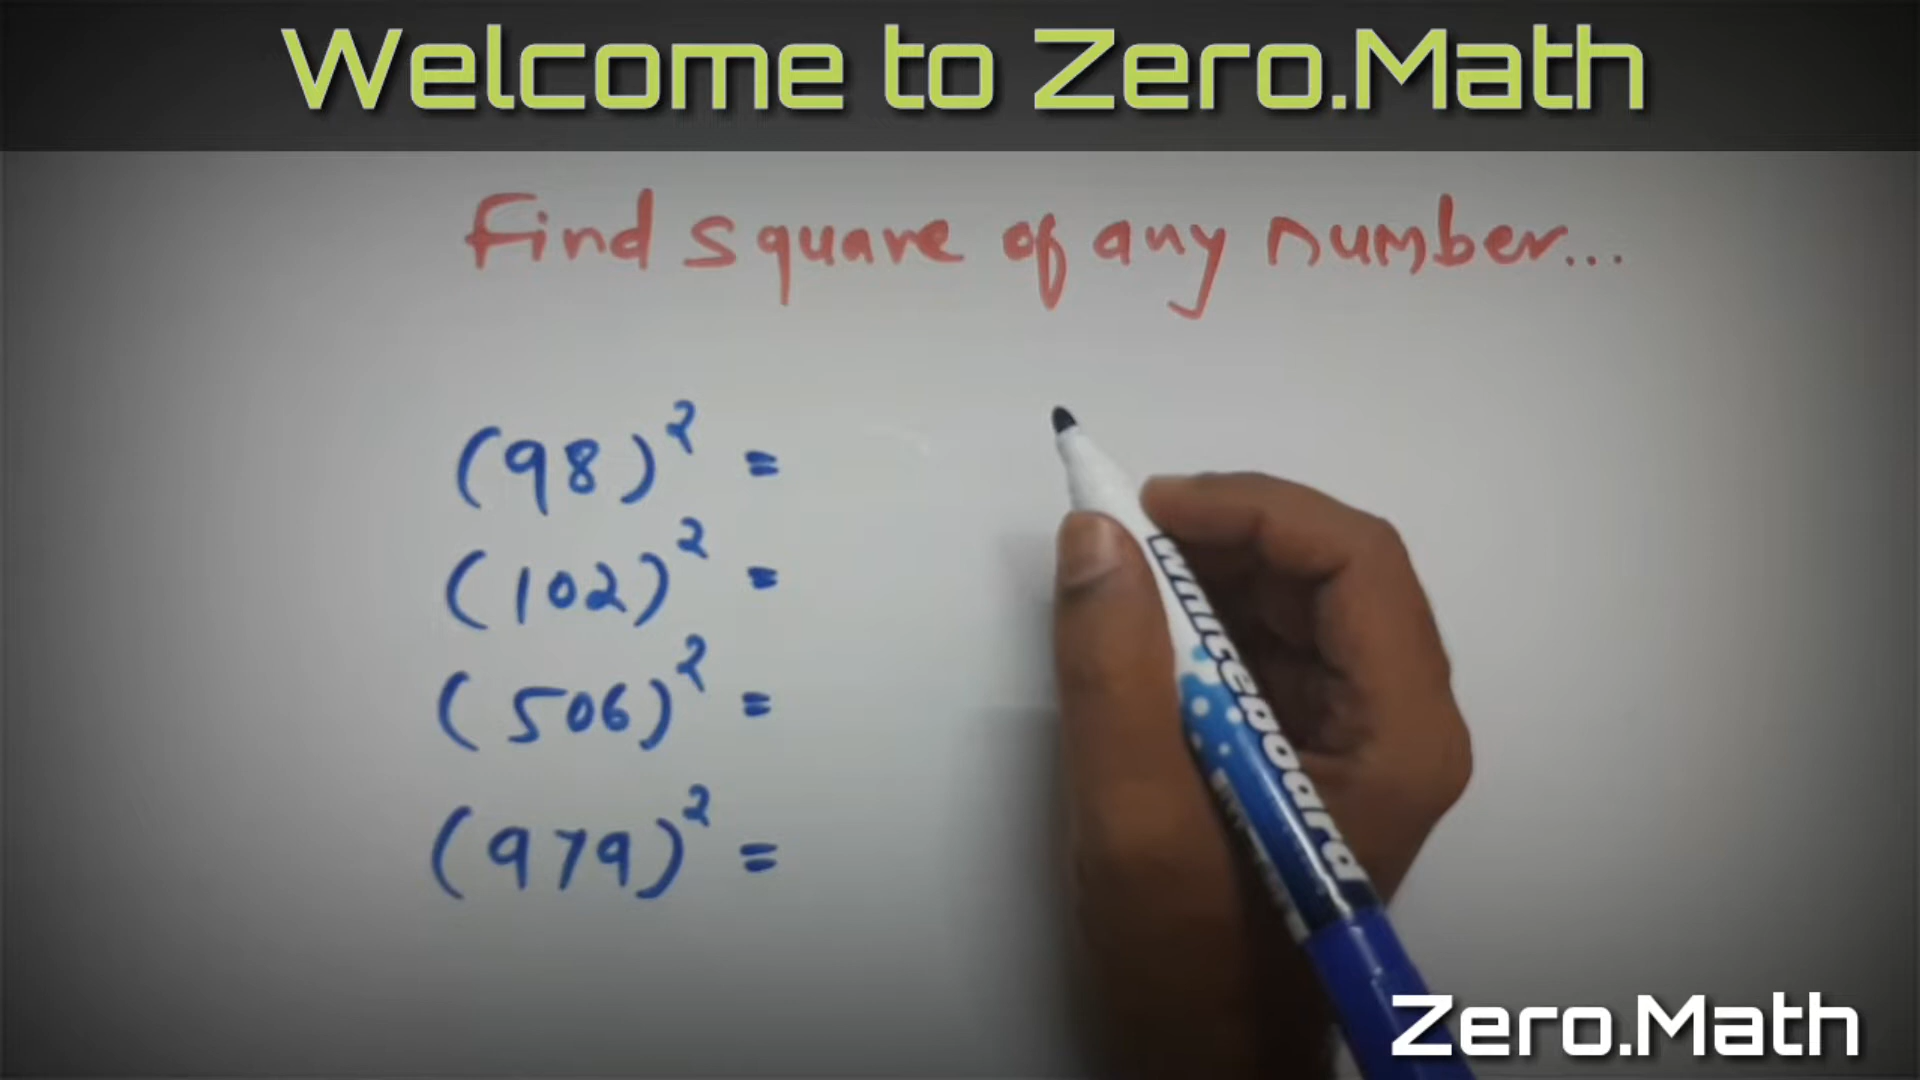 Welcome to Zero.Math
Find square of any number...
(98)² =
(102)² =
(506)² =
(979)² =
whiteboard
Zero.Math